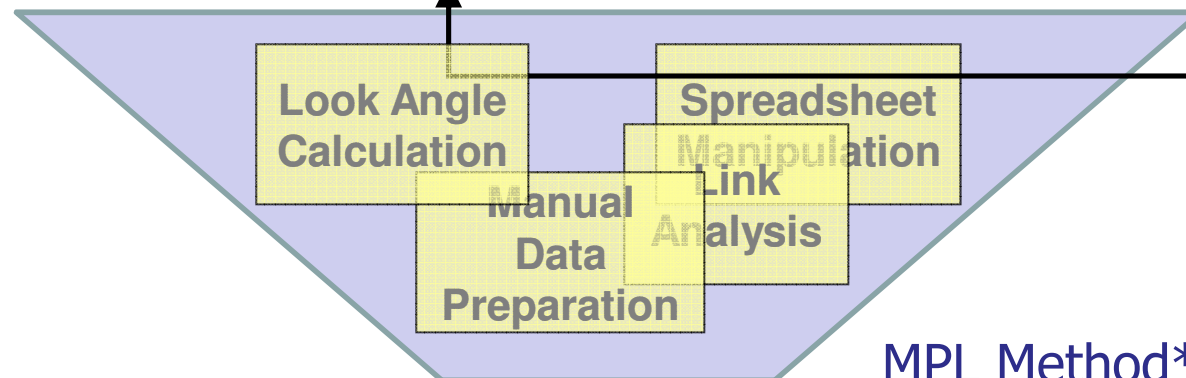 Look Angle
Calculation
Spreadsheet
Manipulation
Link
Analysis
Manual
Data
Preparation
MPL Method*